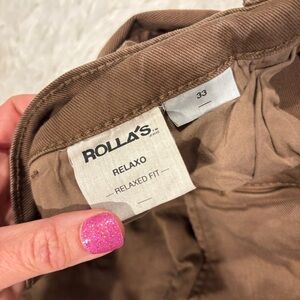 ROLLA'S
RELAXO
— RELAXED FIT —
33